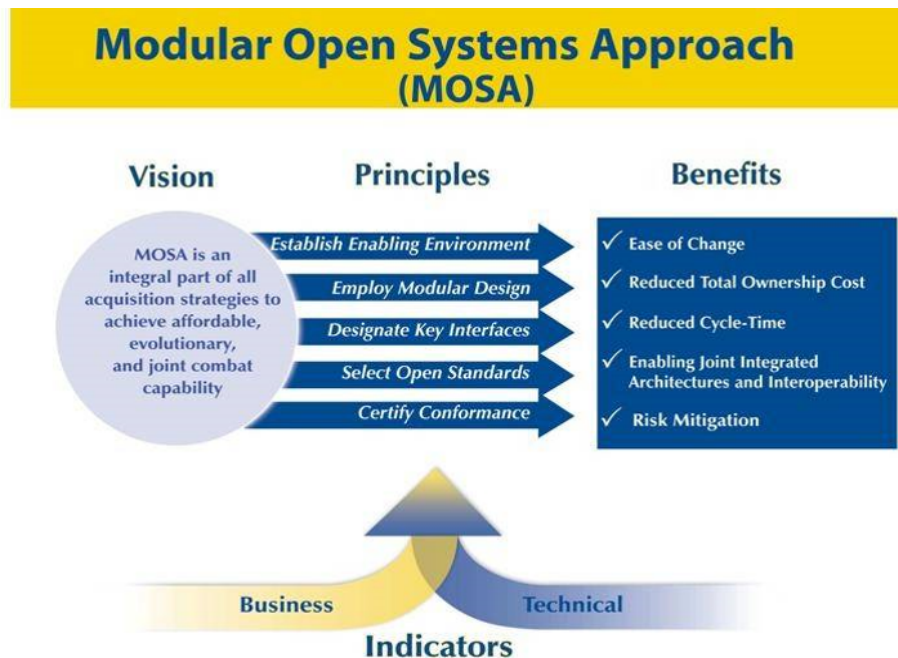 Modular Open Systems Approach
(MOSA)
Vision
Principles
Benefits
MOSA is an
integral part of all
acquisition strategies to
achieve affordable,
evolutionary,
and joint combat
capability
Establish Enabling Environment
Employ Modular Design
Designate Key Interfaces
Select Open Standards
Certify Conformance
✓ Ease of Change
✓ Reduced Total Ownership Cost
✓ Reduced Cycle-Time
✓ Enabling Joint Integrated
Architectures and Interoperability
✓ Risk Mitigation
Business
Technical
Indicators